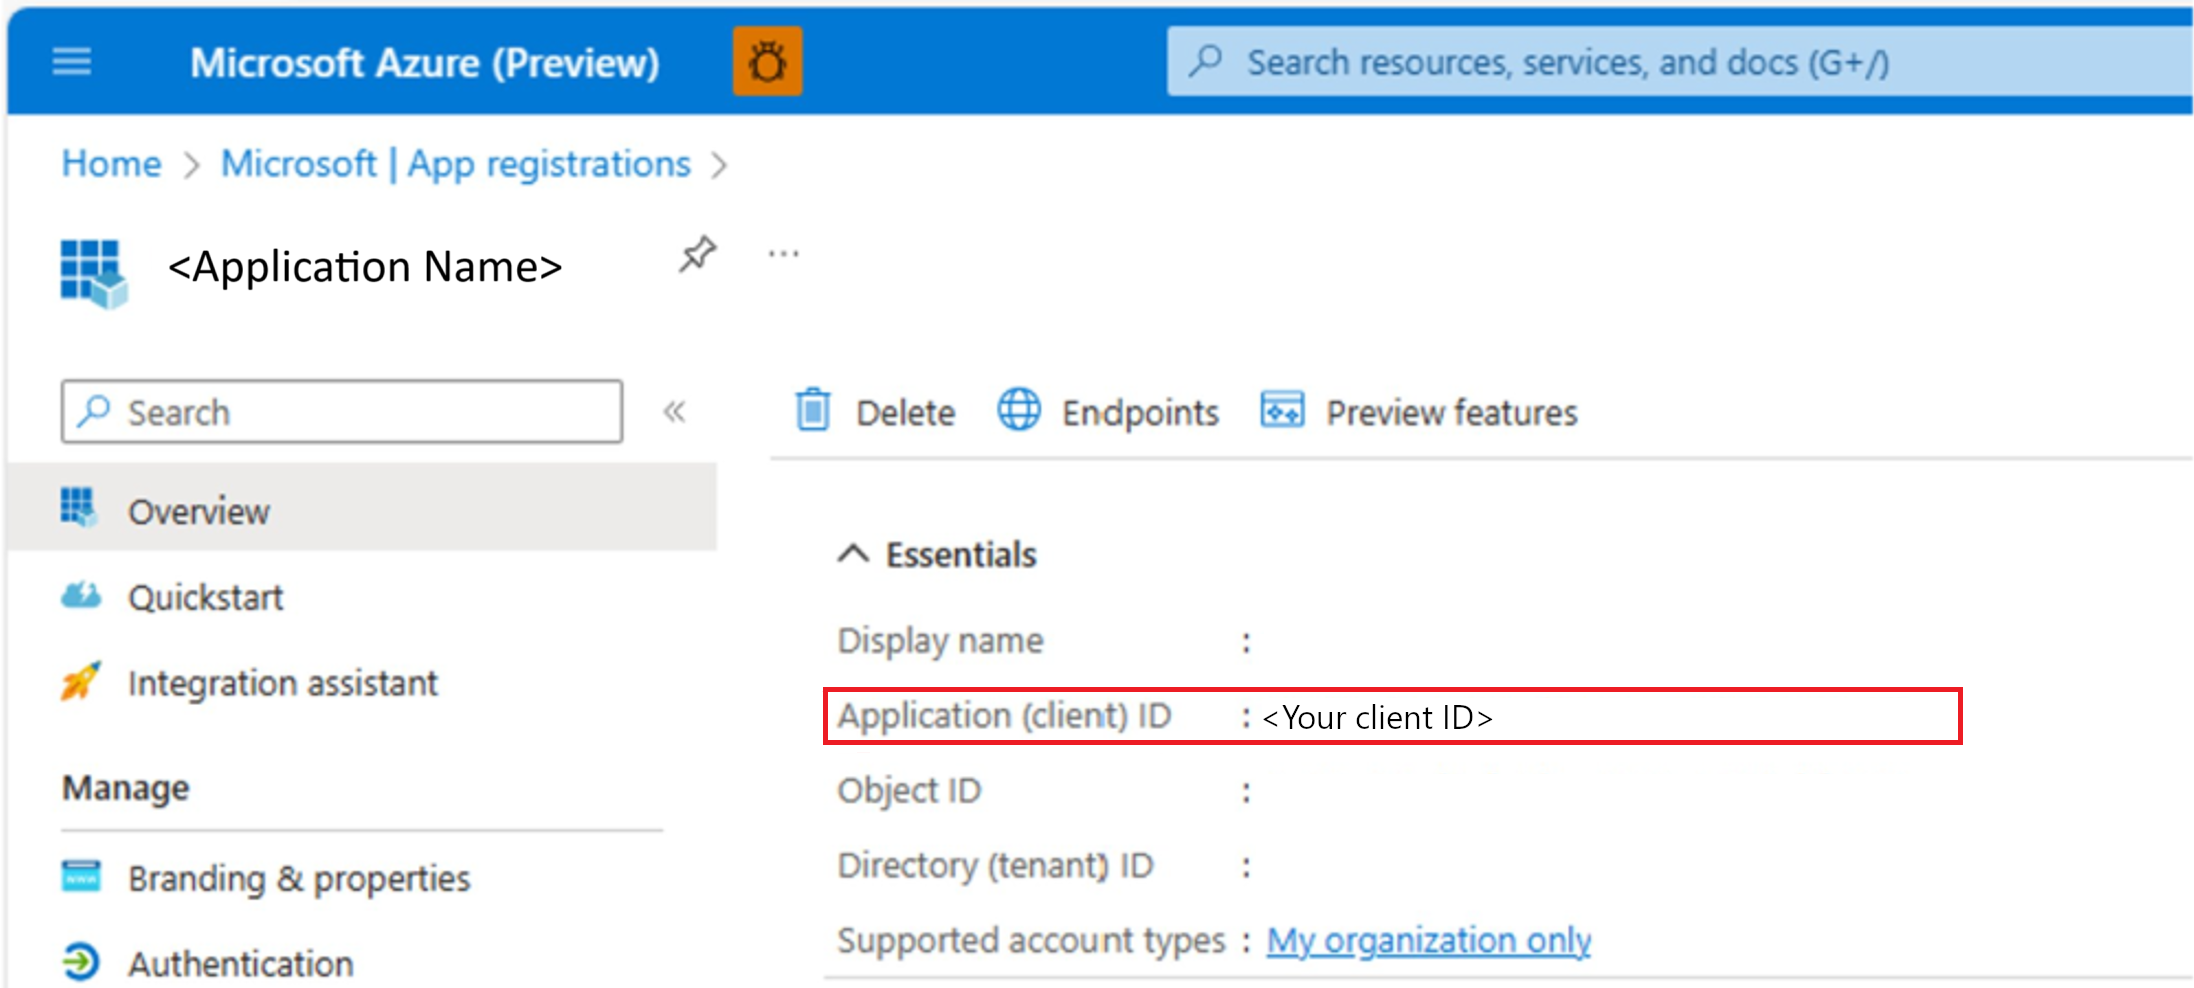 Microsoft Azure (Preview)
Search resources, services, and docs (G+/)
Home > Microsoft | App registrations >
<Application Name>
...
Search
«
Overview
Quickstart
Integration assistant
Manage
Branding & properties
Authentication
Delete
Endpoints
Preview features
Essentials
Display name :
Application (client) ID : <Your client ID>
Object ID :
Directory (tenant) ID :
Supported account types : My organization only